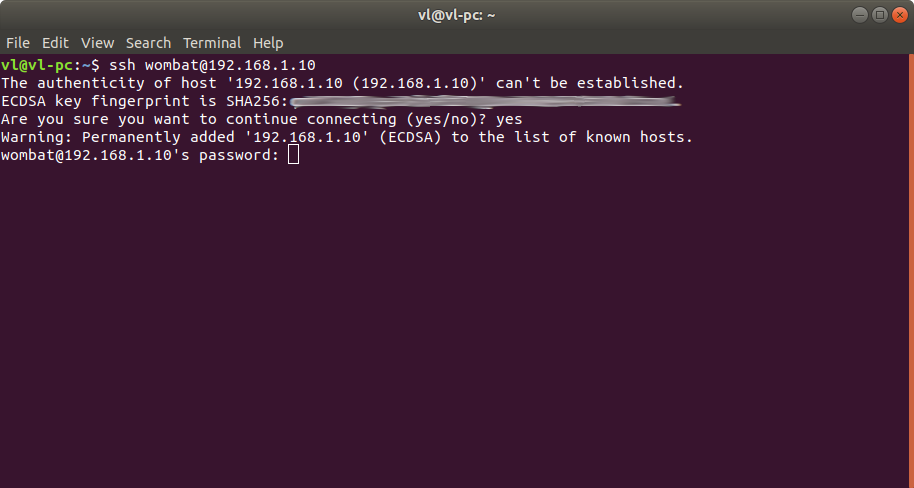 vl@vl-pc: ~
File Edit View Search Terminal Help
vl@vl-pc:~$ ssh wombat@192.168.1.10
The authenticity of host '192.168.1.10 (192.168.1.10)' can't be established.
ECDSA key fingerprint is SHA256:
Are you sure you want to continue connecting (yes/no)? yes
Warning: Permanently added '192.168.1.10' (ECDSA) to the list of known hosts.
wombat@192.168.1.10's password: